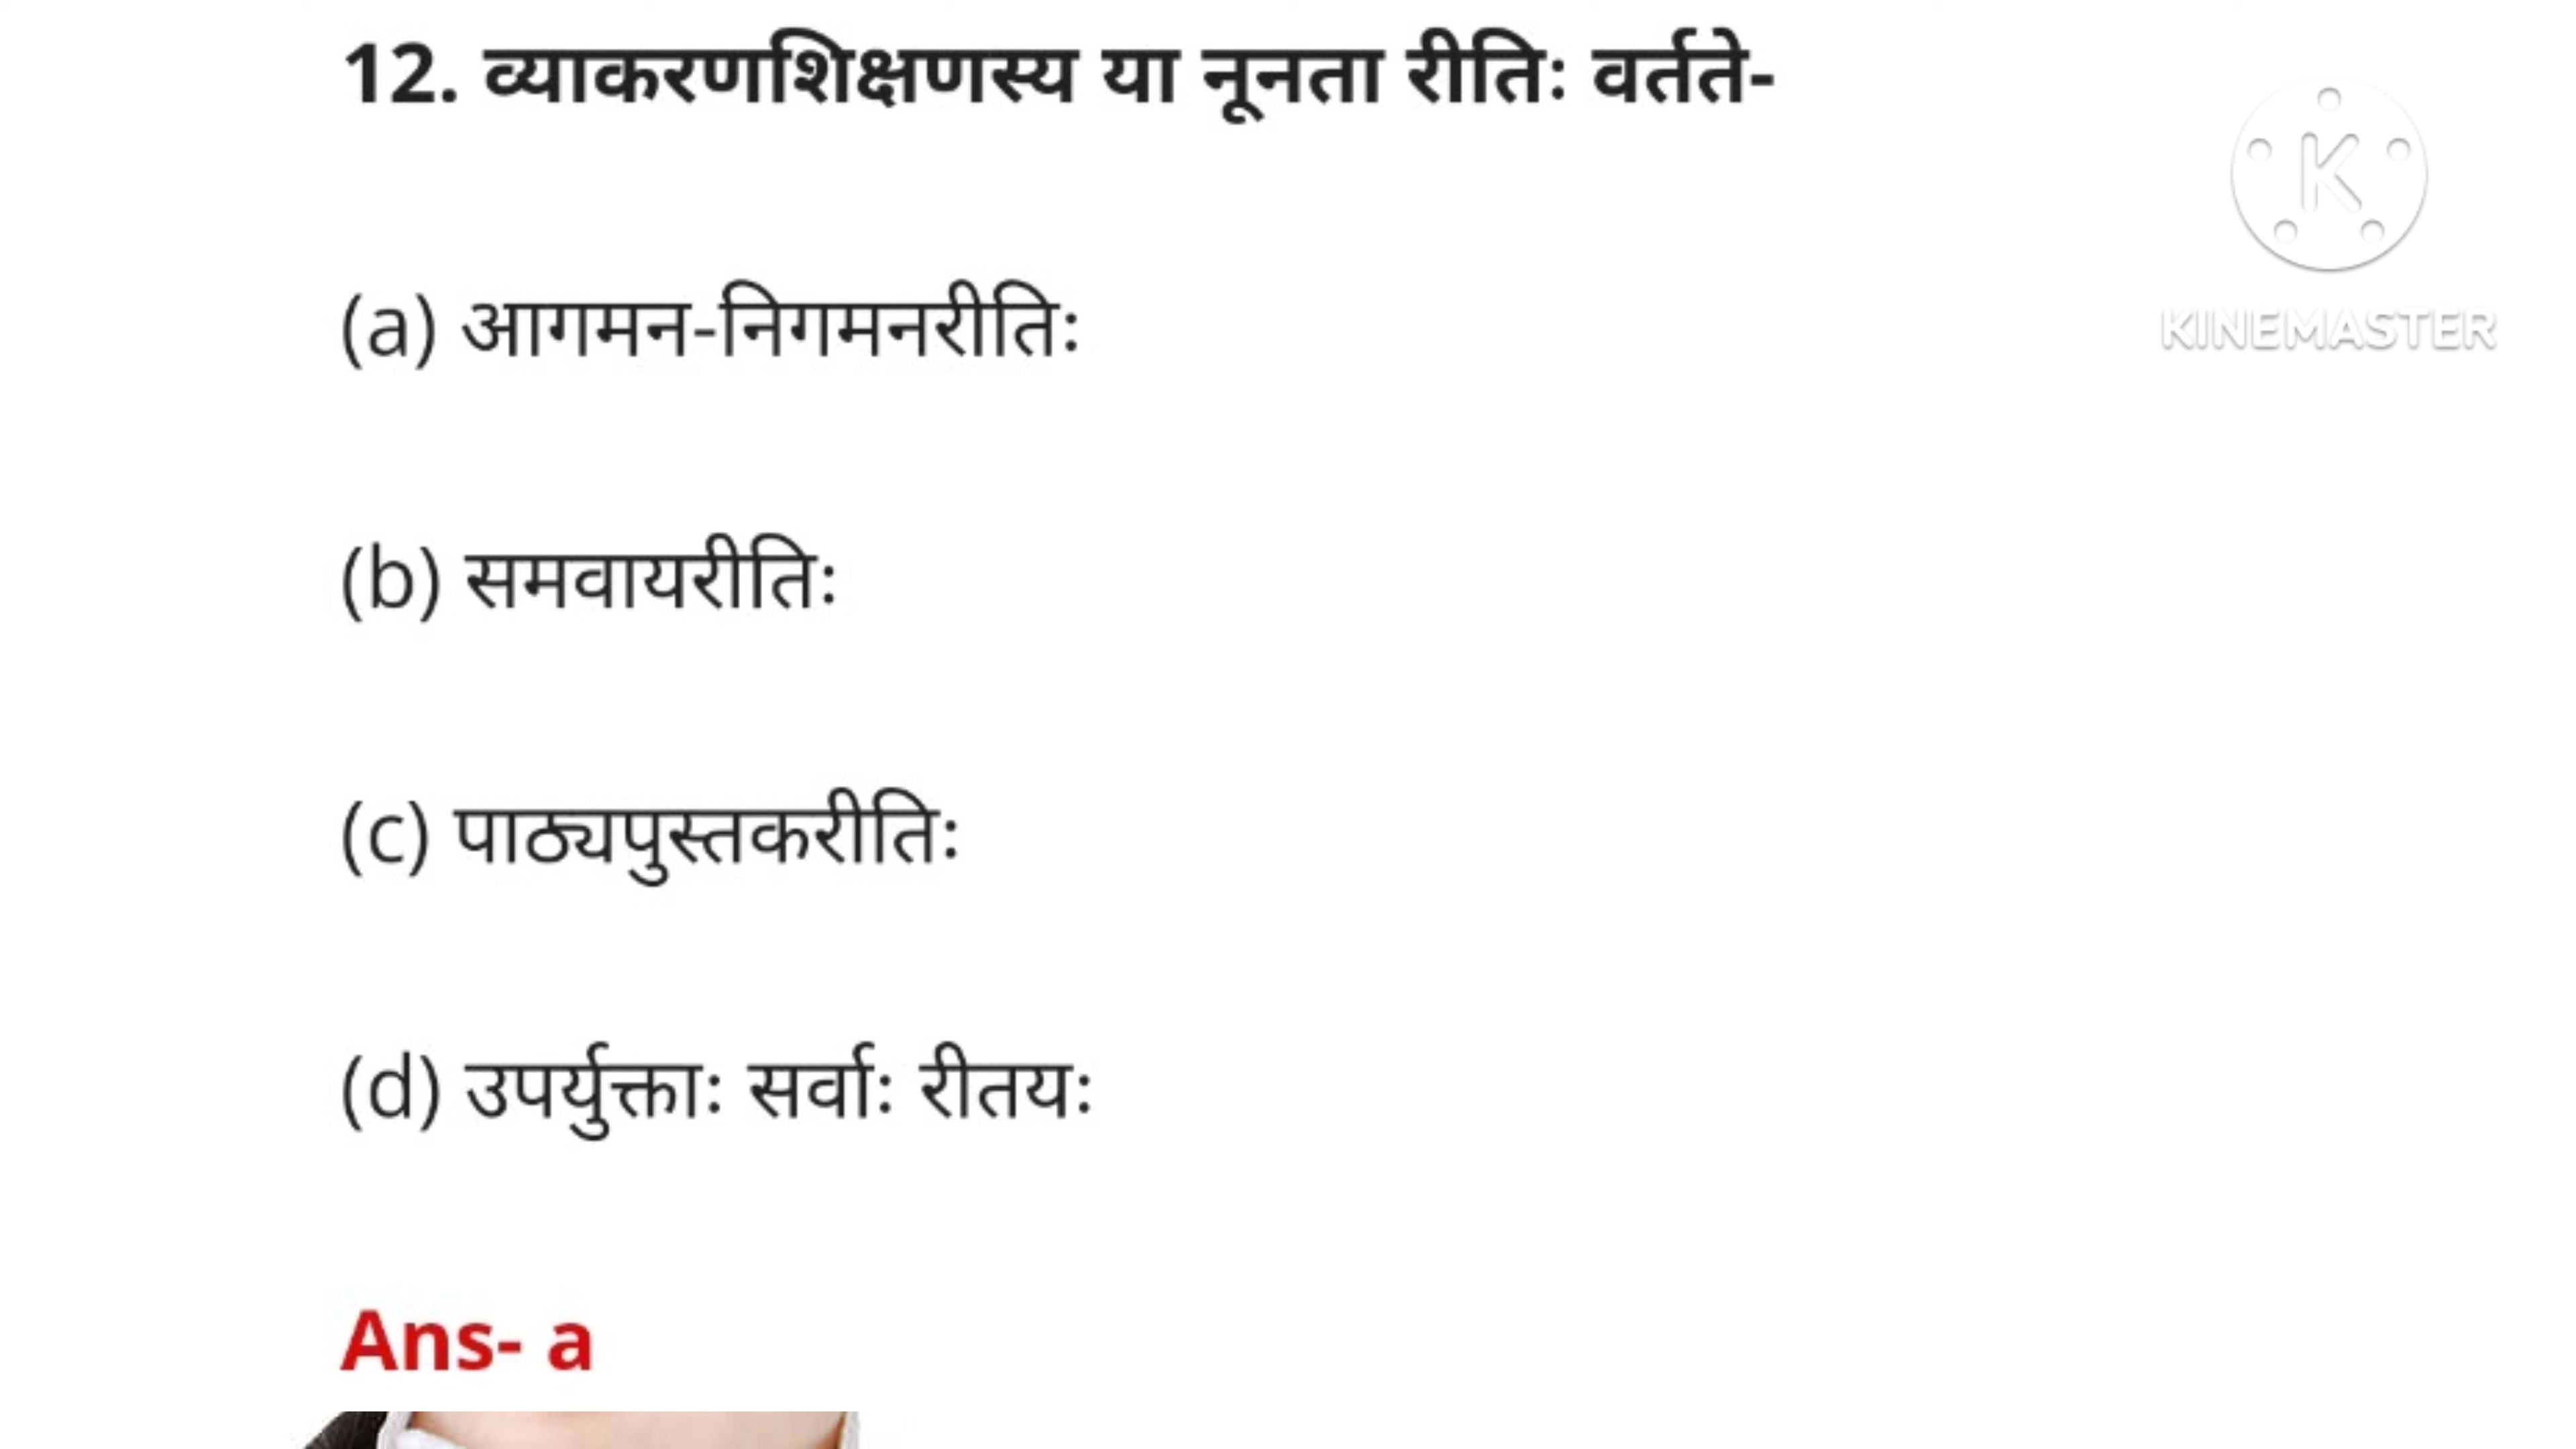 12. व्याकरणशिक्षणस्य या नूनता रीतिः वर्तते-
KINEMASTER
(a) आगमन-निगमनरीतिः
(b) समवायरीतिः
(c) पाठ्यपुस्तकरीतिः
(d) उपर्युक्ताः सर्वाः रीतयः
Ans- a